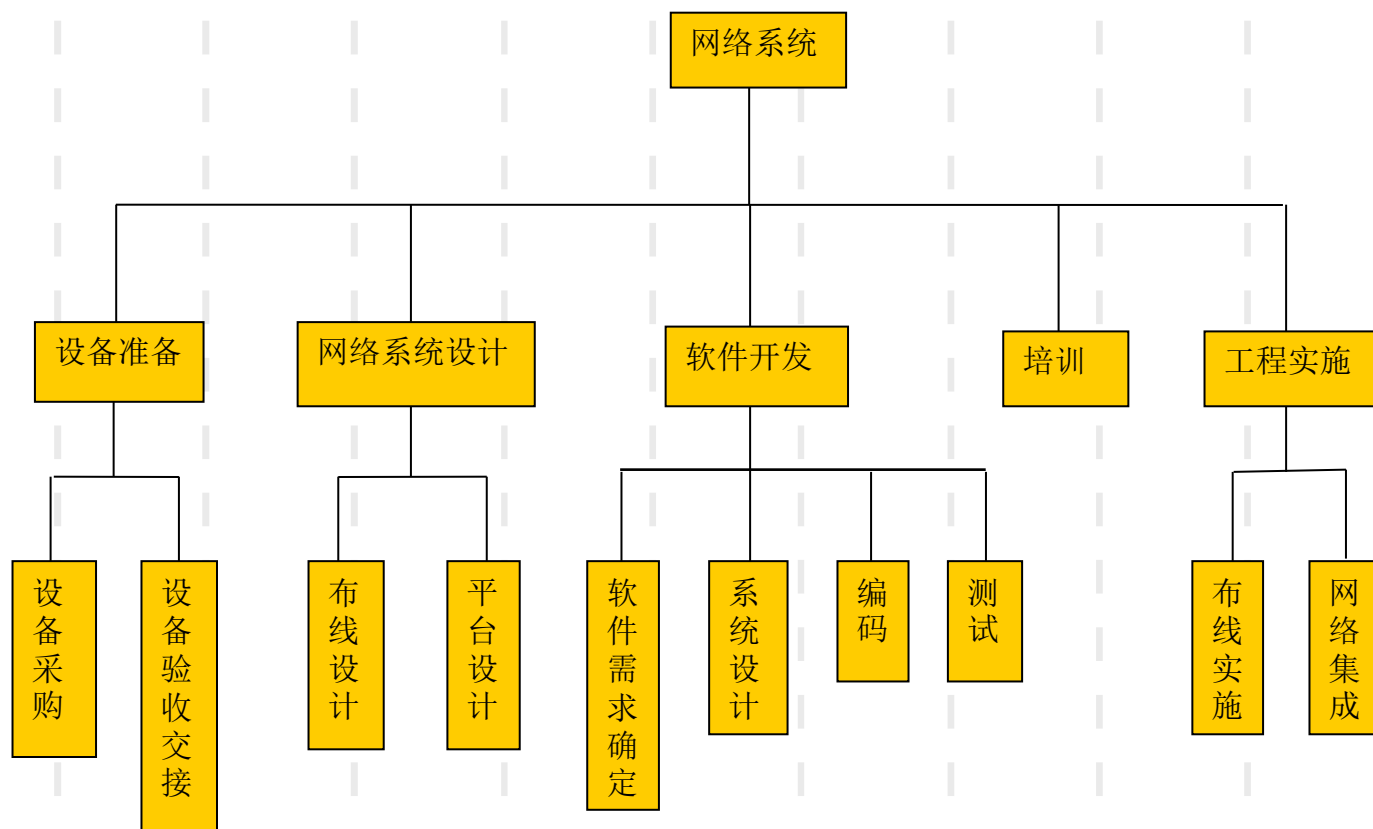 网络系统
设备准备
网络系统设计
软件开发
培训
工程实施
设备采购
设备验收交接
布线设计
平台设计
软件需求确定
系统设计
编码
测试
布线实施
网络集成